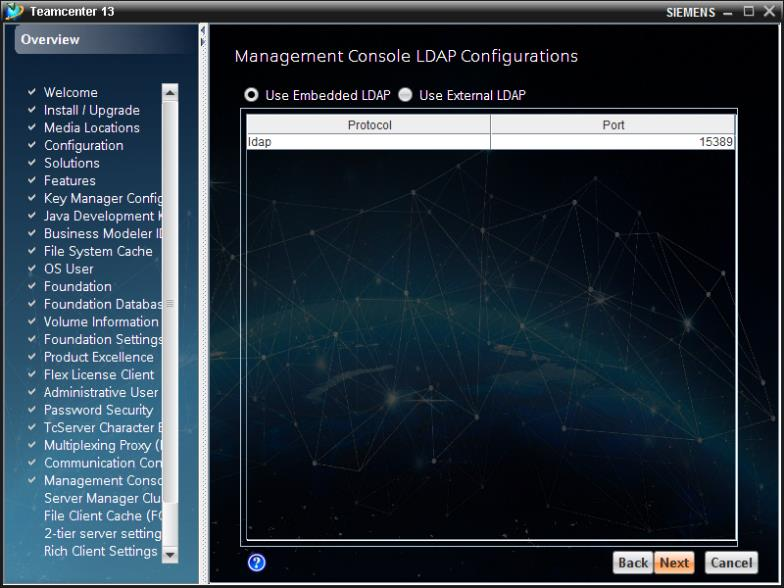 Teamcenter 13
SIEMENS
Overview
Welcome
Install / Upgrade
Media Locations
Configuration
Solutions
Features
Key Manager Config
Java Development
Business Modeler
File System Cache
OS User
Foundation
Foundation Databas
Volume Information
Foundation Settings
Product Excellence
Flex License Client
Administrative User
Password Security
TcServer Character
Multiplexing Proxy (
Communication Con
Management Consc
Server Manager Clu
File Client Cache (FC
2-tier server setting
Rich Client Settings
Management Console LDAP Configurations
Use Embedded LDAP Use External LDAP
Protocol Port
ldap 15389
Back Next Cancel